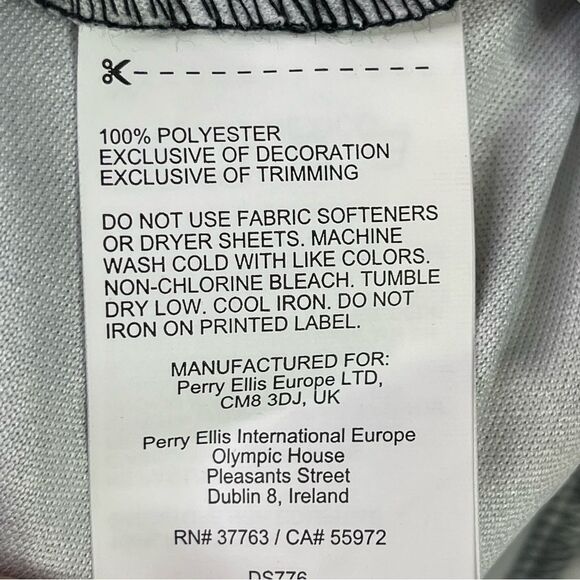 100% POLYESTER
EXCLUSIVE OF DECORATION
EXCLUSIVE OF TRIMMING
DO NOT USE FABRIC SOFTENERS
OR DRYER SHEETS. MACHINE
WASH COLD WITH LIKE COLORS.
NON-CHLORINE BLEACH. TUMBLE
DRY LOW. COOL IRON. DO NOT
IRON ON PRINTED LABEL.
MANUFACTURED FOR:
Perry Ellis Europe LTD,
CM8 3DJ, UK
Perry Ellis International Europe
Olympic House
Pleasants Street
Dublin 8, Ireland
RN# 37763 / CA# 55972
DS776